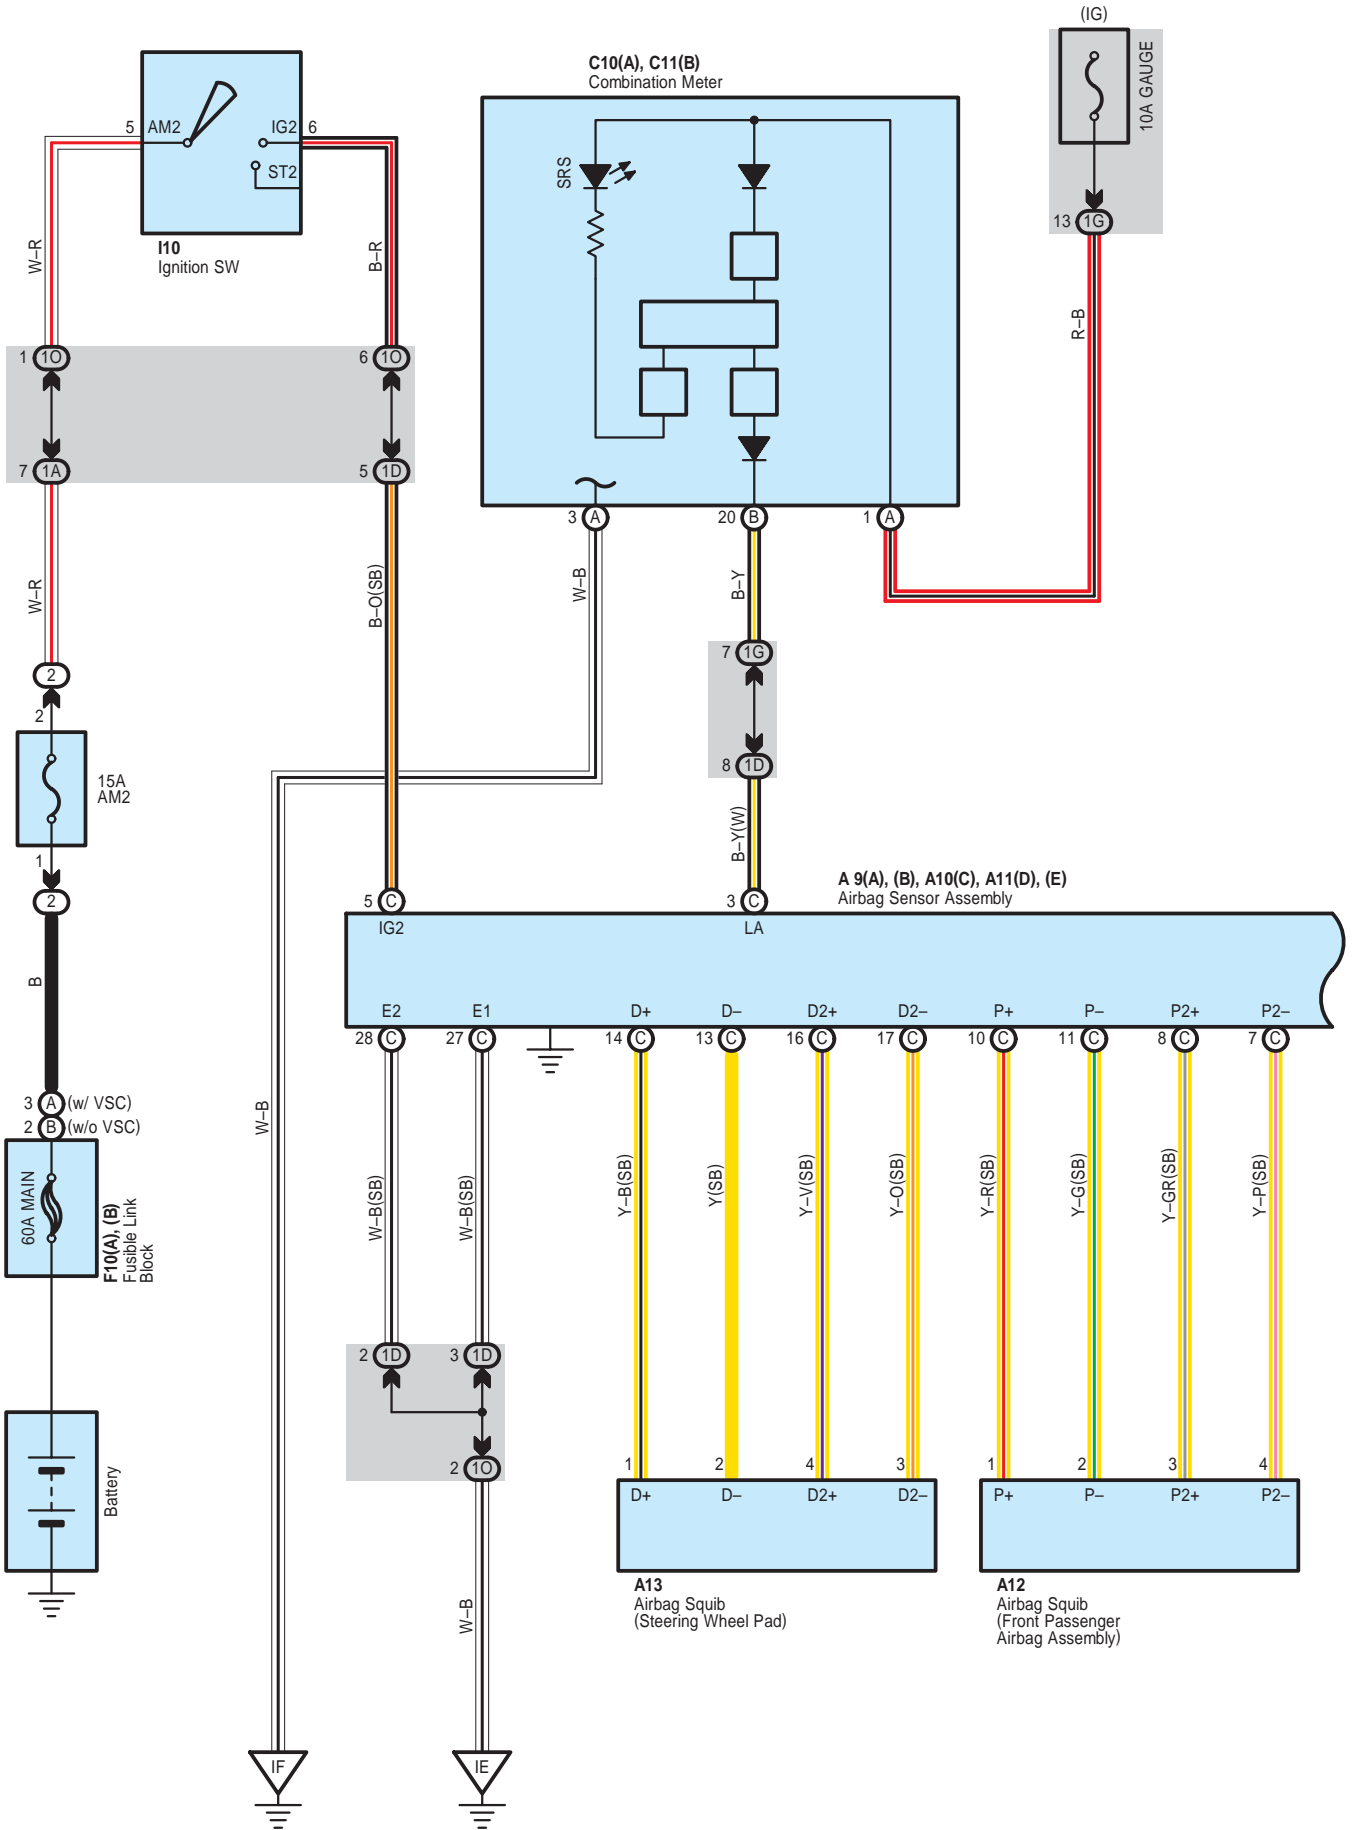 (IG)
10A GAUGE
13 1G
C10(A), C11(B)
Combination Meter
5 AM2 IG2 6
ST2
I10
Ignition SW
SRS
W–R
B–R
R–B
1 1O
6 1O
7 1A
5 1D
3 A
20 B
1 A
W–R
B–O(SB)
W–B
B–Y
7 1G
8 1D
B–Y(W)
2
2
15A
AM2
1
2
B
3 A (w/ VSC)
2 B (w/o VSC)
60A MAIN
F10(A), (B)
Fusible Link
Block
Battery
A 9(A), (B), A10(C), A11(D), (E)
Airbag Sensor Assembly
5 C
3 C
IG2
LA
E2 E1 D+ D– D2+ D2– P+ P– P2+ P2–
28 C 27 C 14 C 13 C 16 C 17 C 10 C 11 C 8 C 7 C
W–B
W–B(SB)
W–B(SB)
Y–B(SB)
Y(SB)
Y–V(SB)
Y–O(SB)
Y–R(SB)
Y–G(SB)
Y–GR(SB)
Y–P(SB)
2 1D
3 1D
2 1O
1 2 4 3
D+ D– D2+ D2–
1 2 3 4
P+ P– P2+ P2–
A13
Airbag Squib
(Steering Wheel Pad)
A12
Airbag Squib
(Front Passenger
Airbag Assembly)
W–B
IF
IE